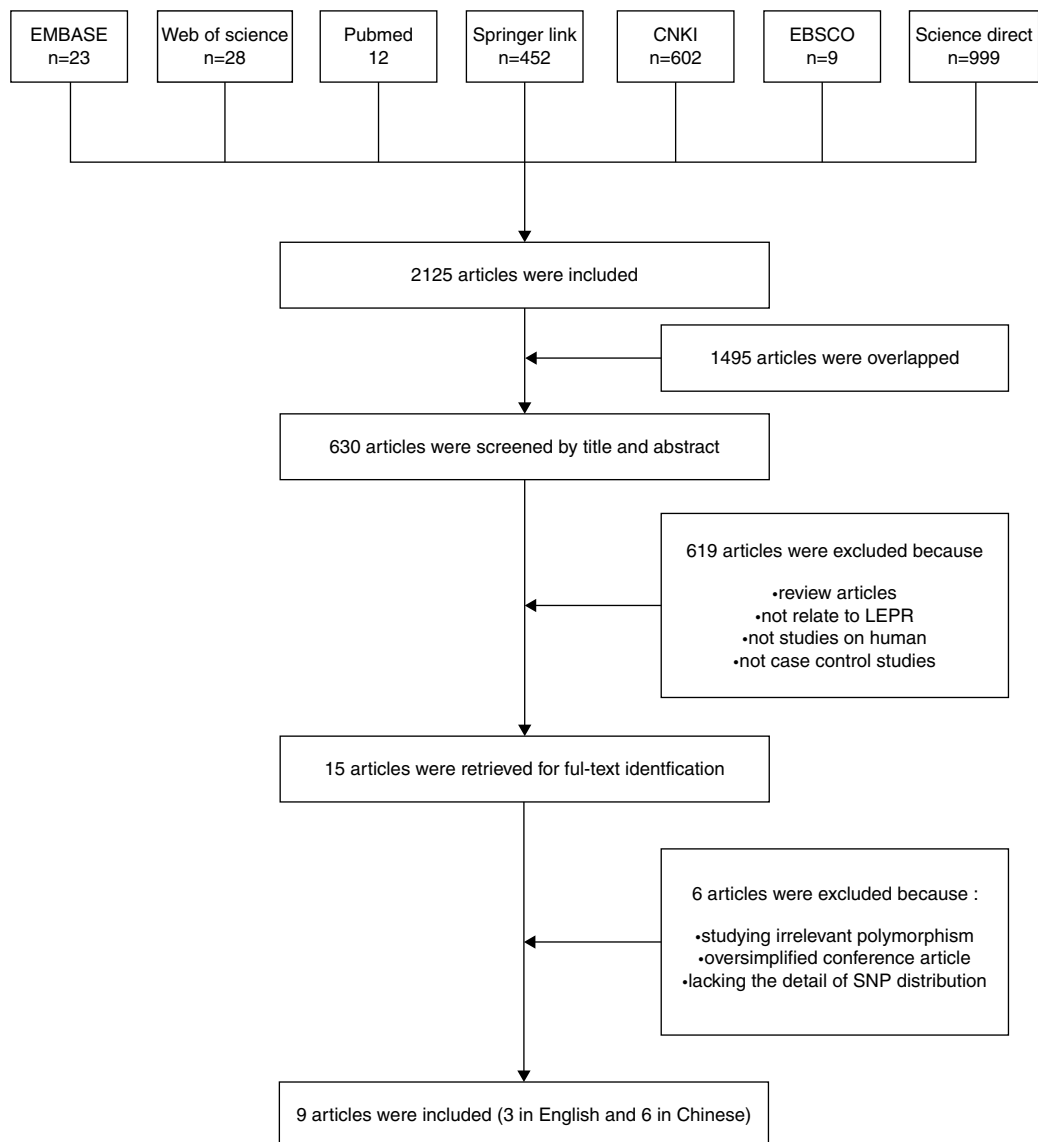 EMBASE
n=23
Web of science
n=28
Pubmed
12
Springer link
n=452
CNKI
n=602
EBSCO
n=9
Science direct
n=999
2125 articles were included
1495 articles were overlapped
630 articles were screened by title and abstract
619 articles were excluded because
•review articles
•not relate to LEPR
•not studies on human
•not case control studies
15 articles were retrieved for ful-text identfication
6 articles were excluded because :
•studying irrelevant polymorphism
•oversimplified conference article
•lacking the detail of SNP distribution
9 articles were included (3 in English and 6 in Chinese)